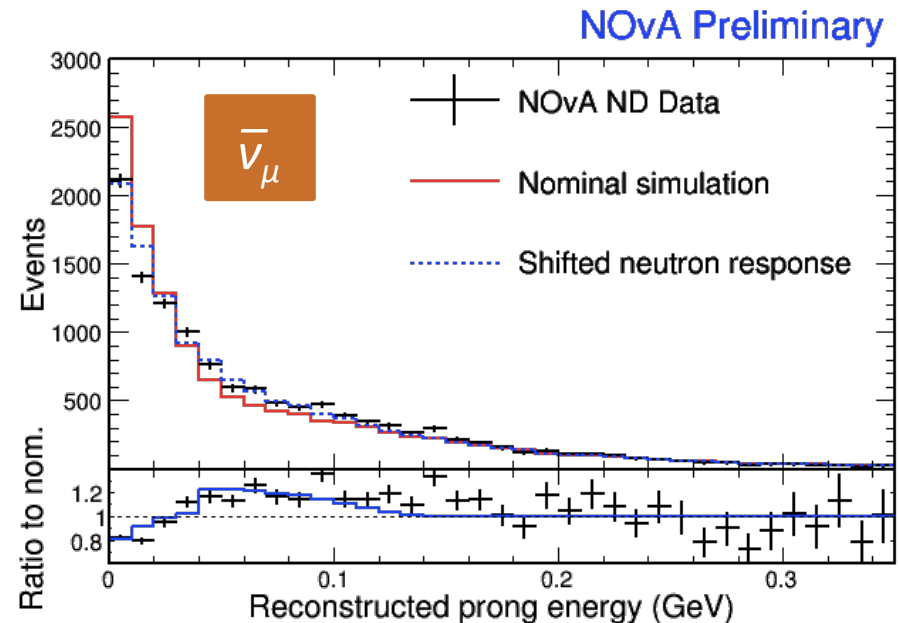 NOvA Preliminary
3000
2500
2000
1500
1000
500
Events
ν̅μ
NOvA ND Data
Nominal simulation
Shifted neutron response
1.2
1
0.8
Ratio to nom.
0
0.1
0.2
0.3
Reconstructed prong energy (GeV)